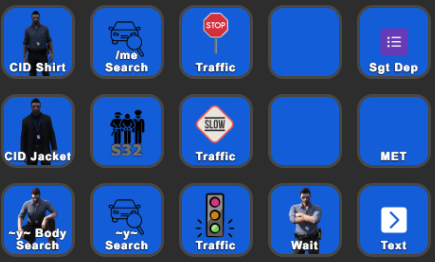 CID Shirt
/me
Search
STOP
Traffic
Sgt Dep
CID Jacket
S32
SLOW
Traffic
MET
~y~ Body
Search
~y~
Search
Traffic
Wait
Text